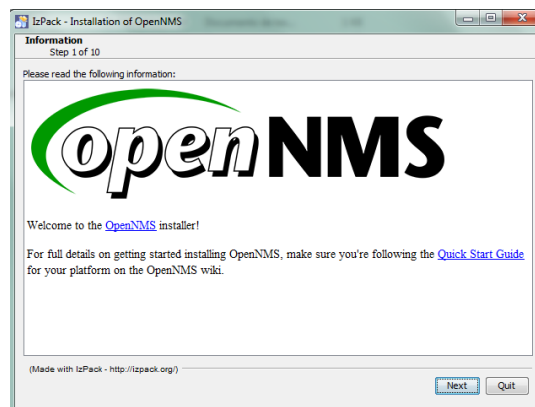 IzPack - Installation of OpenNMS
Information
Step 1 of 10
Please read the following information:
openNMS
Welcome to the OpenNMS installer!
For full details on getting started installing OpenNMS, make sure you're following the Quick Start Guide
for your platform on the OpenNMS wiki.
(Made with IzPack - http://izpack.org/)
Next Quit